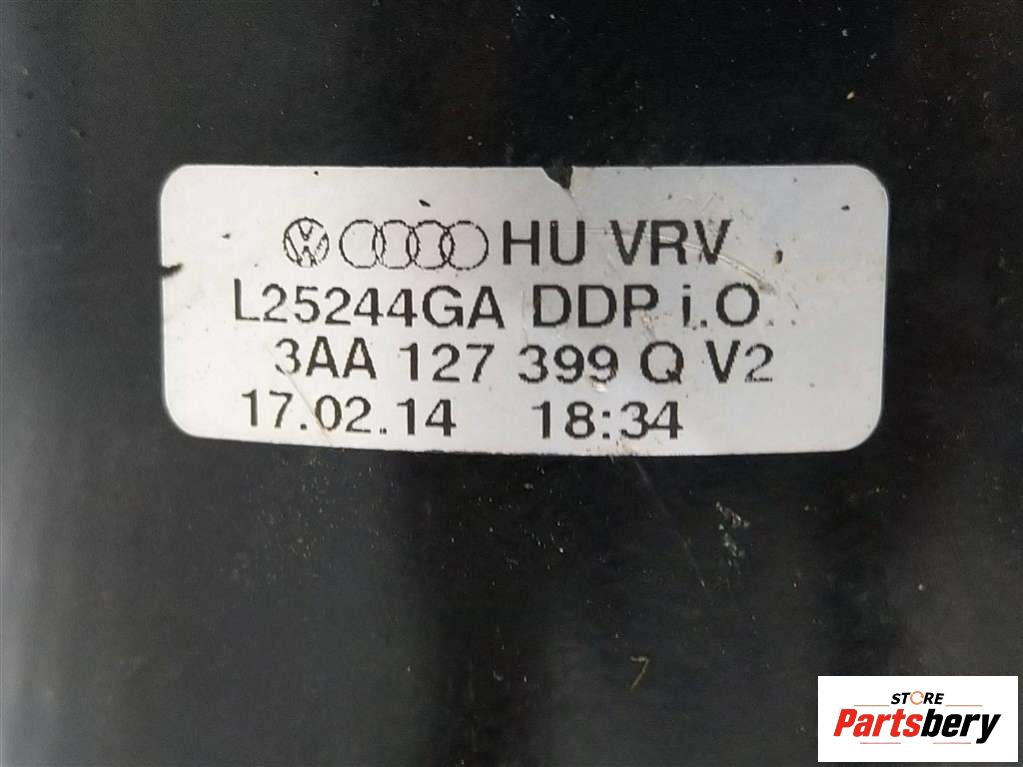 HU VRV
L25244GA DDP i.O.
3AA 127 399 Q V2
17.02.14 18:34
STORE
Partsbery